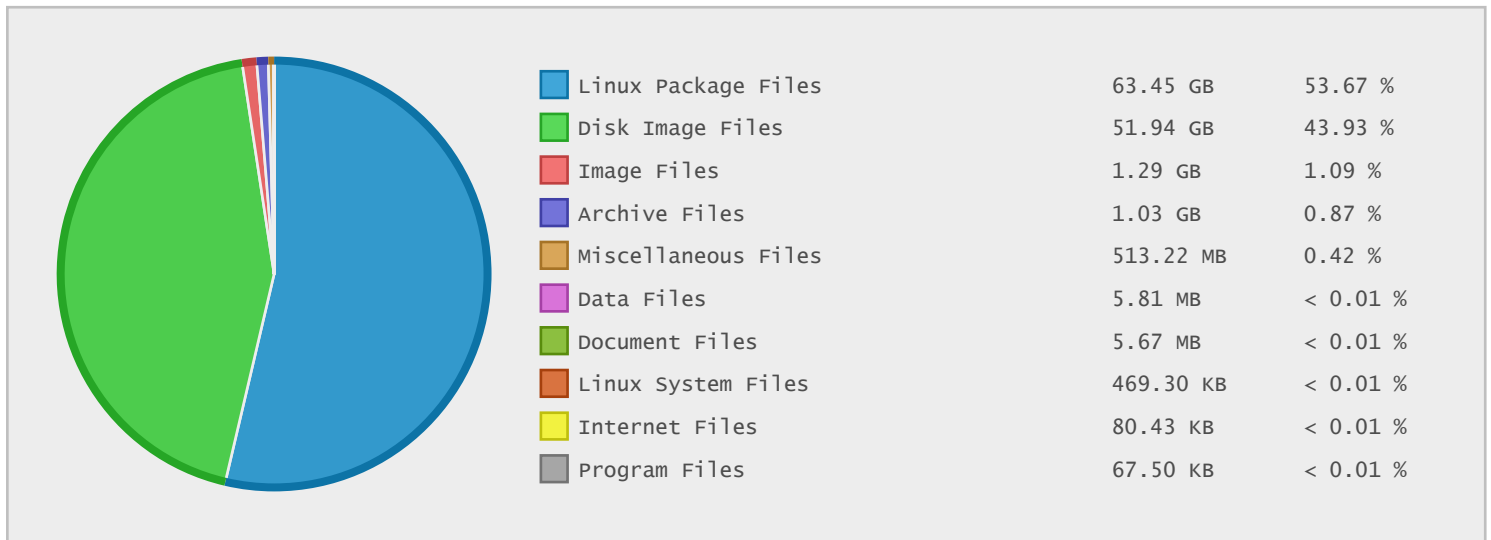 Linux Package Files 63.45 GB 53.67 %
Disk Image Files 51.94 GB 43.93 %
Image Files 1.29 GB 1.09 %
Archive Files 1.03 GB 0.87 %
Miscellaneous Files 513.22 MB 0.42 %
Data Files 5.81 MB < 0.01 %
Document Files 5.67 MB < 0.01 %
Linux System Files 469.30 KB < 0.01 %
Internet Files 80.43 KB < 0.01 %
Program Files 67.50 KB < 0.01 %